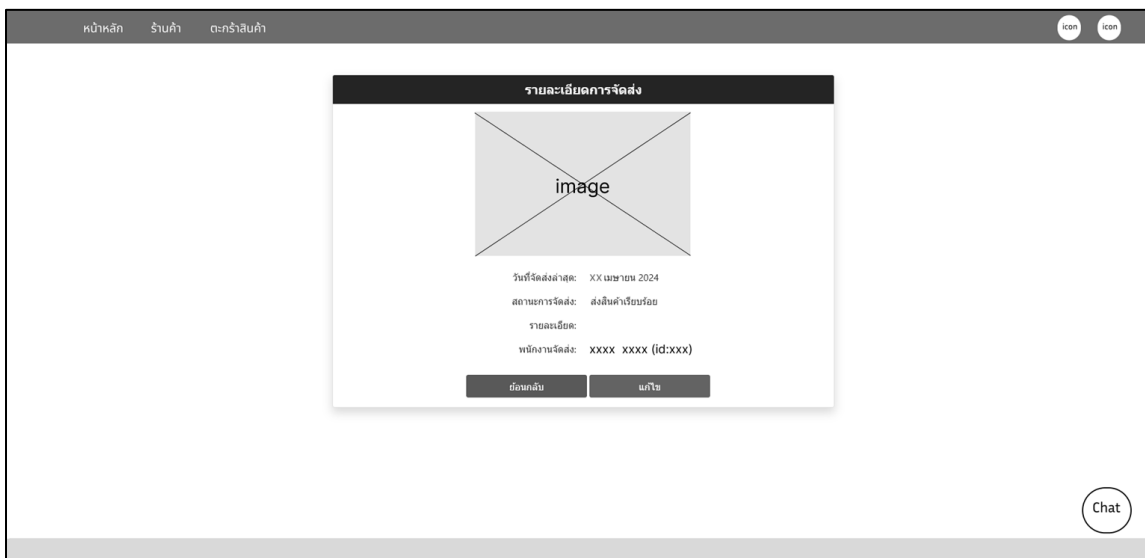 หน้าหลัก ร้านค้า ตะกร้าสินค้า icon icon
รายละเอียดการจัดส่ง
image
วันที่จัดส่งล่าสุด: XX เมษายน 2024
สถานะการจัดส่ง: ส่งสินค้าเรียบร้อย
รายละเอียด:
พนักงานจัดส่ง: xxxx xxxx (id:xxx)
ย้อนกลับ แก้ไข
Chat